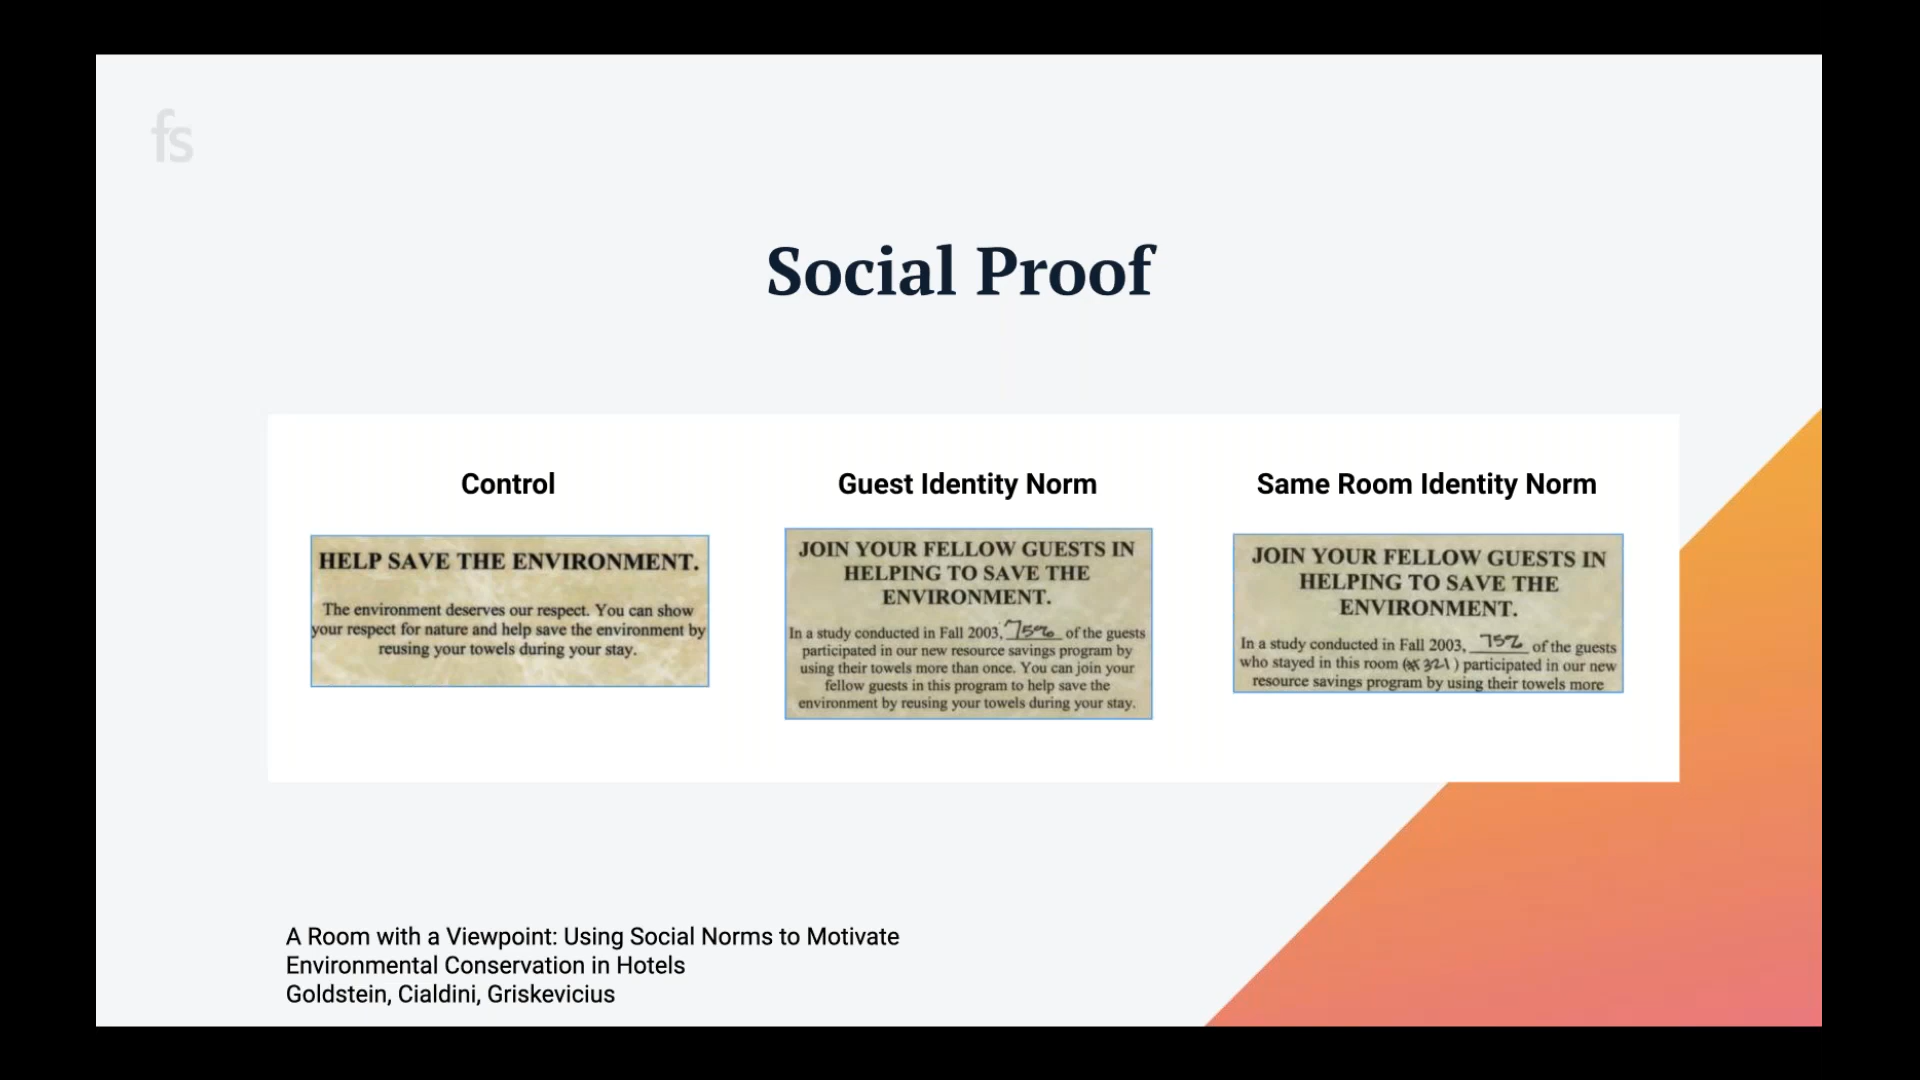 fs
Social Proof
Control
HELP SAVE THE ENVIRONMENT.
The environment deserves our respect. You can show
your respect for nature and help save the environment by
reusing your towels during your stay.
Guest Identity Norm
JOIN YOUR FELLOW GUESTS IN
HELPING TO SAVE THE
ENVIRONMENT.
In a study conducted in Fall 2003, 75% of the guests
participated in our new resource savings program by
using their towels more than once. You can join your
fellow guests in this program to help save the
environment by reusing your towels during your stay.
Same Room Identity Norm
JOIN YOUR FELLOW GUESTS IN
HELPING TO SAVE THE
ENVIRONMENT.
In a study conducted in Fall 2003, 75% of the guests
who stayed in this room (#321) participated in our new
resource savings program by using their towels more
A Room with a Viewpoint: Using Social Norms to Motivate
Environmental Conservation in Hotels
Goldstein, Cialdini, Griskevicius